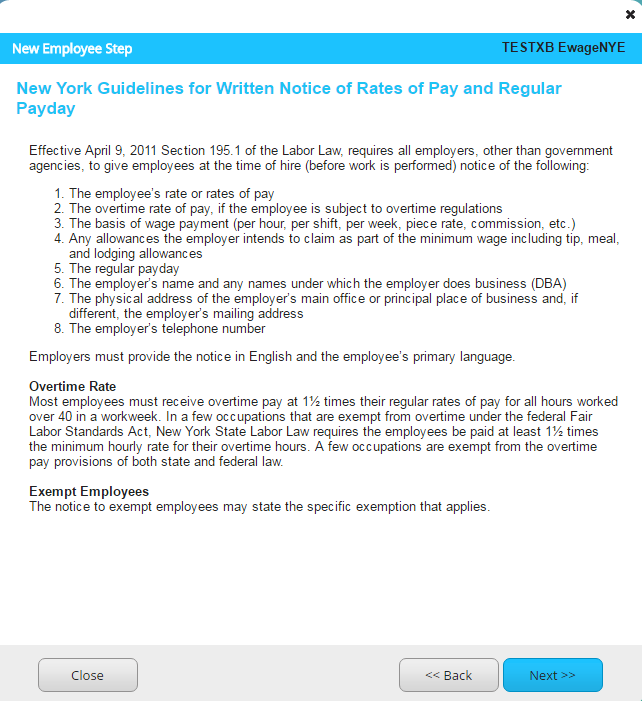 New Employee Step
TESTXB EwageNYE
New York Guidelines for Written Notice of Rates of Pay and Regular
Payday
Effective April 9, 2011 Section 195.1 of the Labor Law, requires all employers, other than government
agencies, to give employees at the time of hire (before work is performed) notice of the following:
1. The employee's rate or rates of pay
2. The overtime rate of pay, if the employee is subject to overtime regulations
3. The basis of wage payment (per hour, per shift, per week, piece rate, commission, etc.)
4. Any allowances the employer intends to claim as part of the minimum wage including tip, meal,
and lodging allowances
5. The regular payday
6. The employer's name and any names under which the employer does business (DBA)
7. The physical address of the employer's main office or principal place of business and, if
different, the employer's mailing address
8. The employer's telephone number
Employers must provide the notice in English and the employee's primary language.
Overtime Rate
Most employees must receive overtime pay at 1½ times their regular rates of pay for all hours worked
over 40 in a workweek. In a few occupations that are exempt from overtime under the federal Fair
Labor Standards Act, New York State Labor Law requires the employees be paid at least 1½ times
the minimum hourly rate for their overtime hours. A few occupations are exempt from the overtime
pay provisions of both state and federal law.
Exempt Employees
The notice to exempt employees may state the specific exemption that applies.
Close
<< Back
Next >>